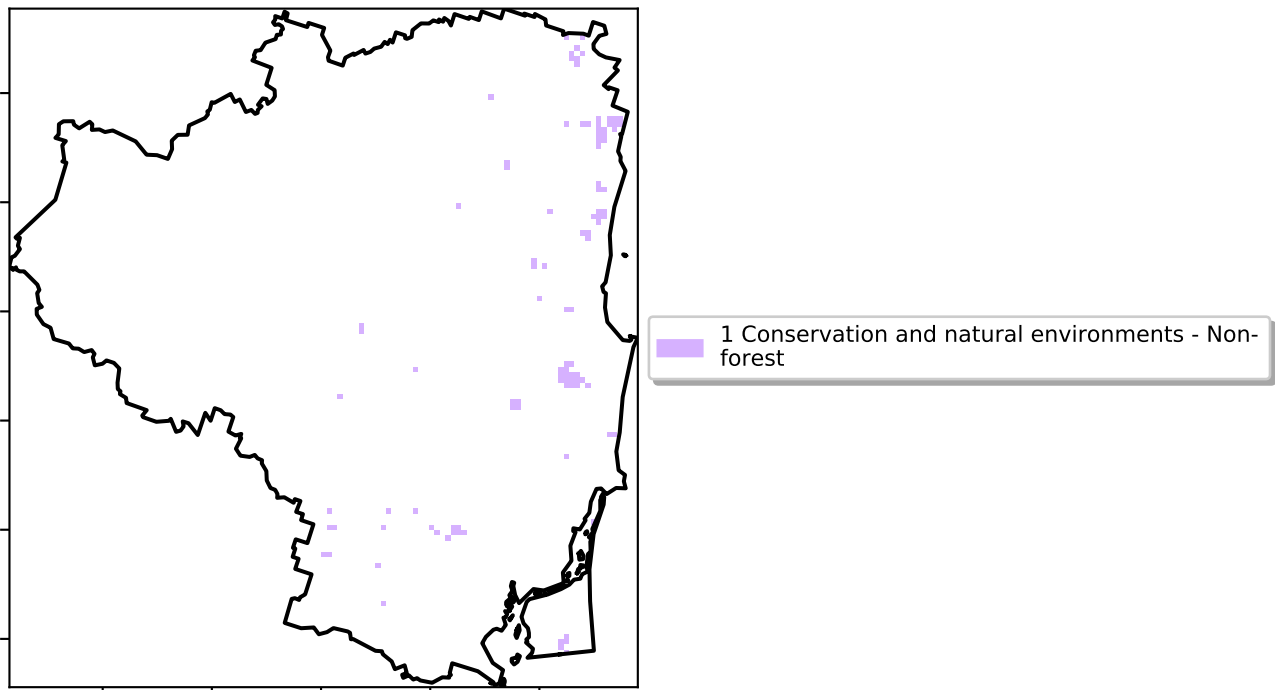 1 Conservation and natural environments - Non-
forest